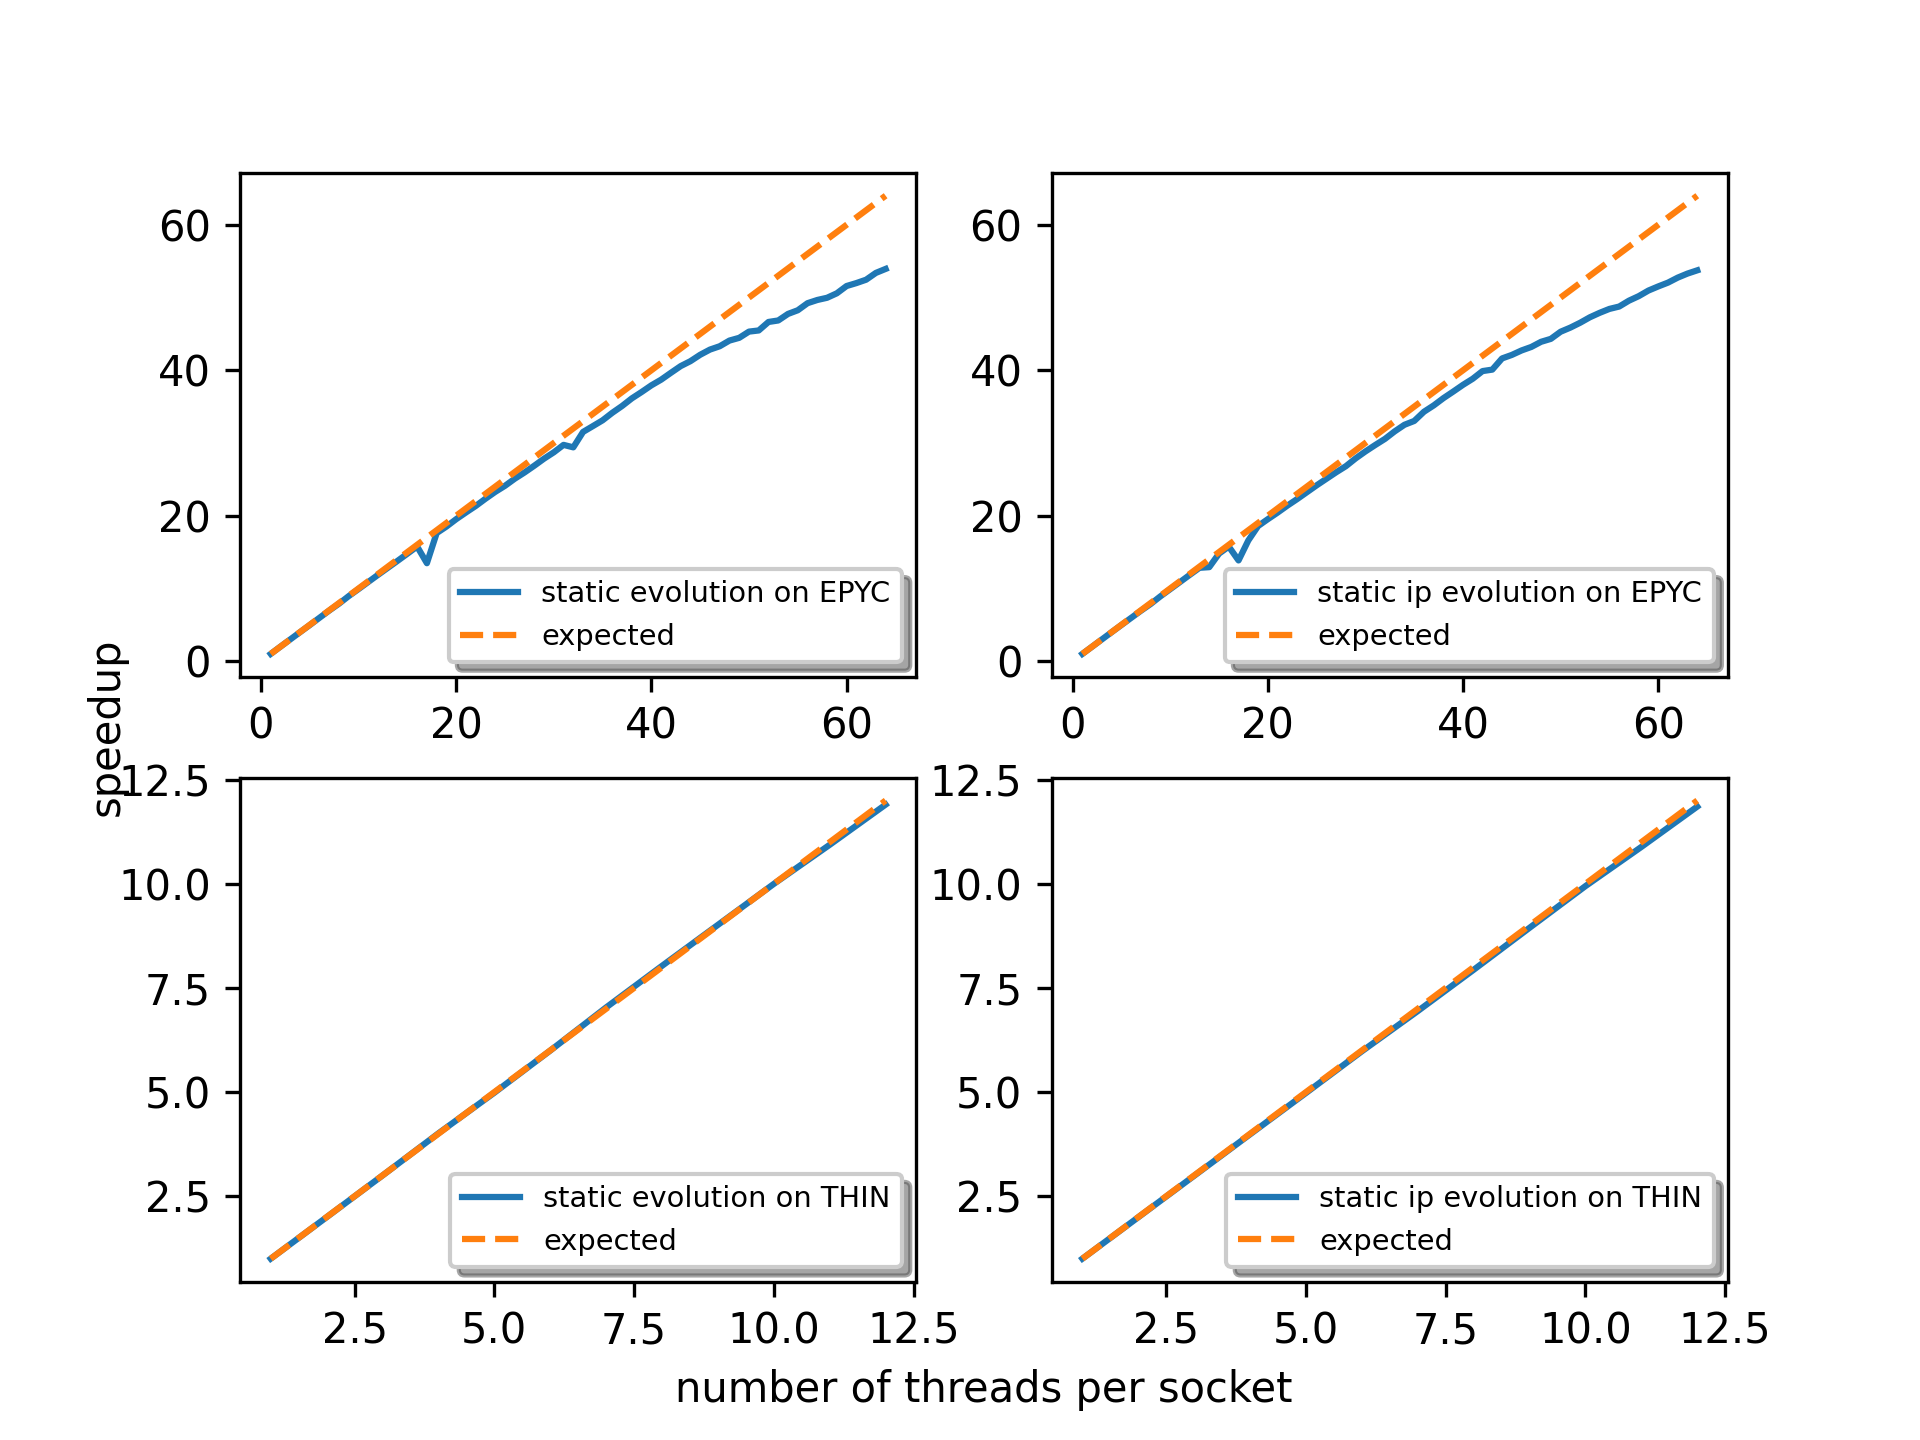 60
40
20
0
static evolution on EPYC
expected
0 20 40 60
60
40
20
0
static ip evolution on EPYC
expected
0 20 40 60
speedup
12.5
10.0
7.5
5.0
2.5
static evolution on THIN
expected
2.5 5.0 7.5 10.0 12.5
12.5
10.0
7.5
5.0
2.5
static ip evolution on THIN
expected
2.5 5.0 7.5 10.0 12.5
number of threads per socket